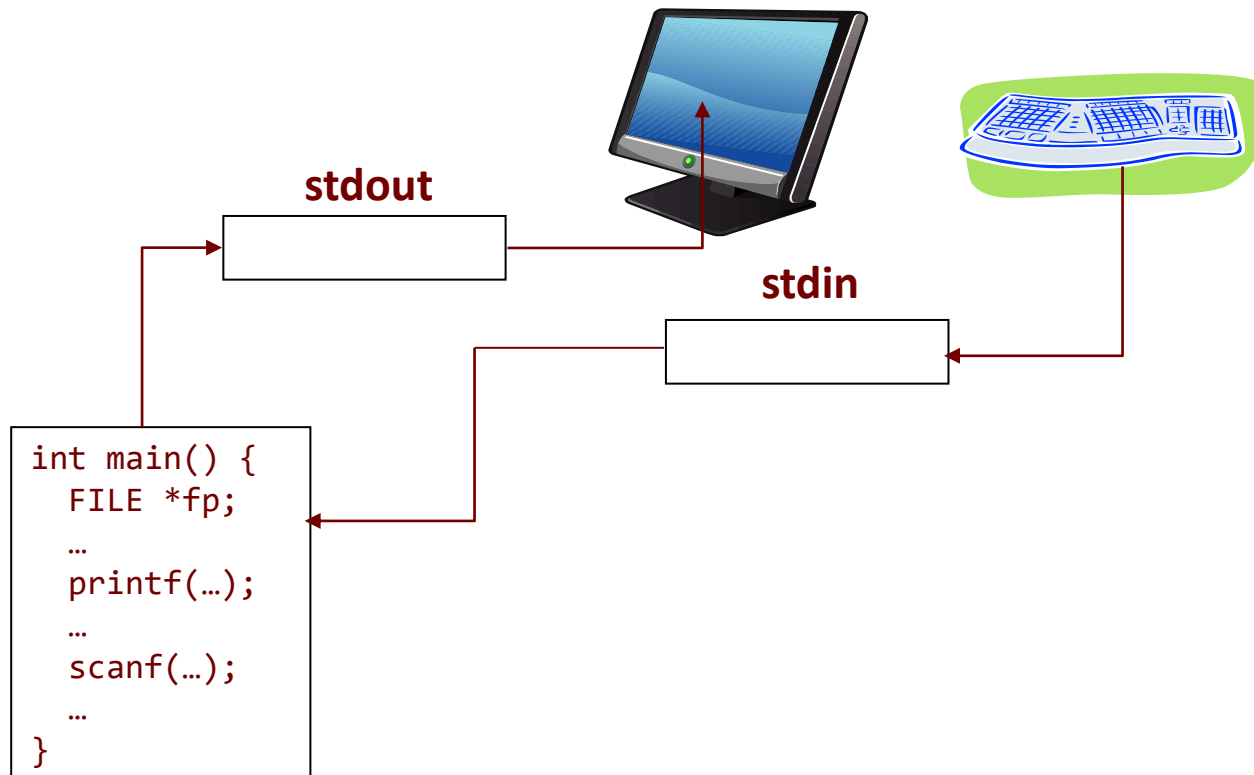 stdout
stdin
int main() {
FILE *fp;
…
printf(…);
…
scanf(…);
…
}